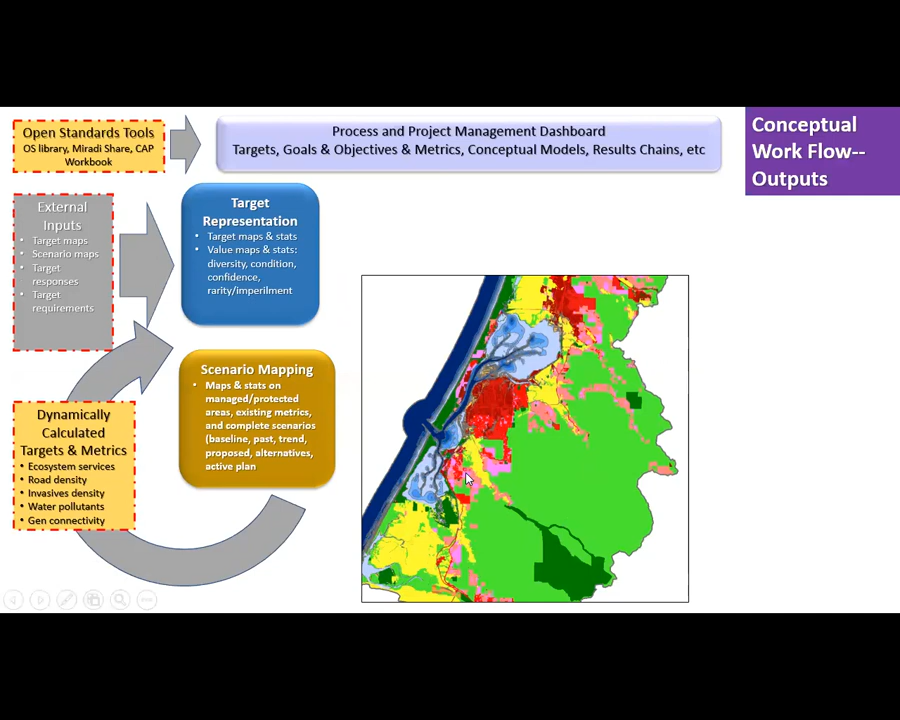 Open Standards Tools
OS library, Miradi Share, CAP
Workbook
Process and Project Management Dashboard
Targets, Goals & Objectives & Metrics, Conceptual Models, Results Chains, etc
Conceptual
Work Flow--
Outputs
External
Inputs
• Target maps
• Scenario maps
• Target
responses
• Target
requirements
Target
Representation
• Target maps & stats
• Value maps & stats:
diversity, condition,
confidence,
rarity/imperilment
Scenario Mapping
• Maps & stats on
managed/protected
areas, existing metrics,
and complete scenarios
(baseline, past, trend,
proposed, alternatives,
active plan
Dynamically
Calculated
Targets & Metrics
• Ecosystem services
• Road density
• Invasives density
• Water pollutants
• Gen connectivity